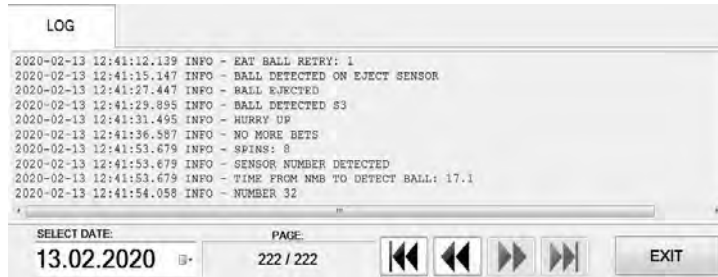 LOG
2020-02-13 12:41:12.139 INFO - EAT BALL RETRY: 1
2020-02-13 12:41:15.147 INFO - BALL DETECTED ON EJECT SENSOR
2020-02-13 12:41:27.447 INFO - BALL EJECTED
2020-02-13 12:41:29.895 INFO - BALL DETECTED S3
2020-02-13 12:41:31.495 INFO - HURRY UP
2020-02-13 12:41:36.587 INFO - NO MORE BETS
2020-02-13 12:41:53.679 INFO - SPINS: 8
2020-02-13 12:41:53.679 INFO - SENSOR NUMBER DETECTED
2020-02-13 12:41:53.679 INFO - TIME FROM NMB TO DETECT BALL: 17.1
2020-02-13 12:41:54.058 INFO - NUMBER 32
SELECT DATE: PAGE:
13.02.2020 222 / 222 EXIT